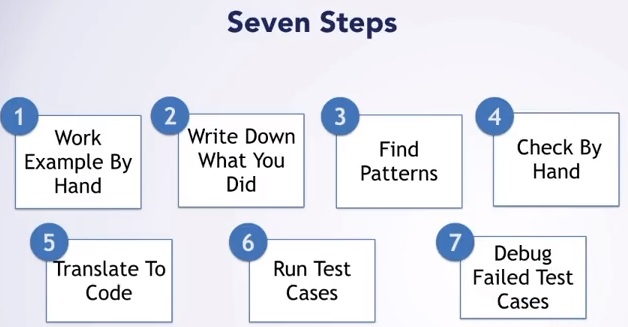 Seven Steps
1
Work
Example By
Hand
2
Write Down
What You
Did
3
Find
Patterns
4
Check By
Hand
5
Translate To
Code
6
Run Test
Cases
7
Debug
Failed Test
Cases